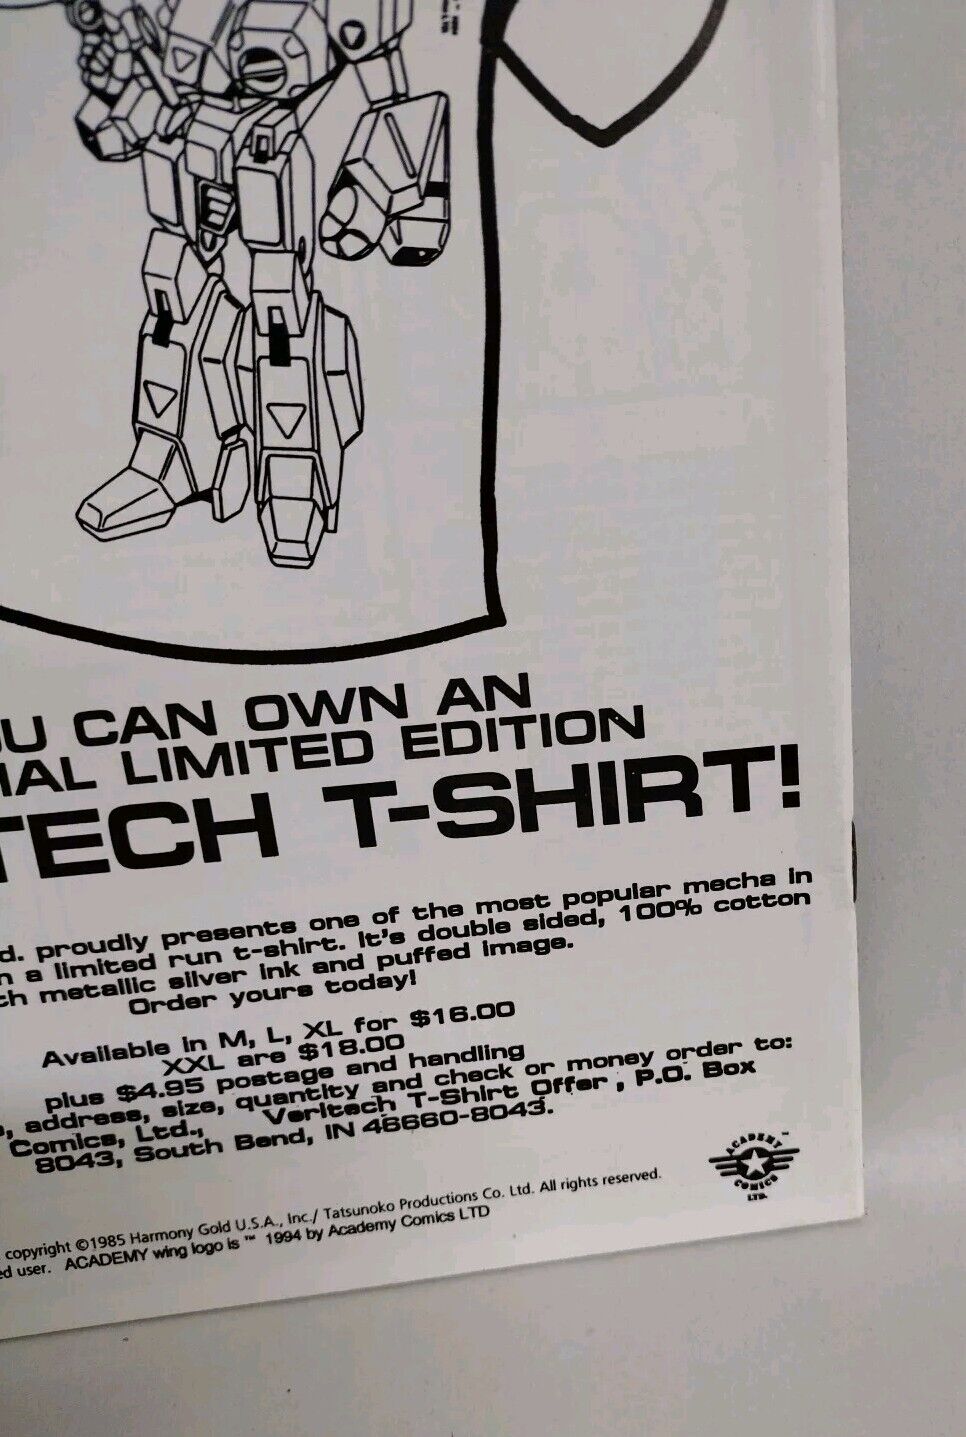 OU CAN OWN AN
IAL LIMITED EDITION
TECH T-SHIRT!
d. proudly presents one of the most popular mecha in
n a limited run t-shirt. It's double sided, 100% cotton
th metallic silver ink and puffed image.
Order yours today!
Available in M, L, XL for $16.00
XXL are $18.00
plus $4.95 postage and handling
, address, size, quantity and check or money order to:
Comics, Ltd., Veritech T-Shirt Offer , P.O. Box
8043, South Bend, IN 46660-8043.
ACADEMY ™
COMICS
LTD.
copyright ©1985 Harmony Gold U.S.A., Inc./ Tatsunoko Productions Co. Ltd. All rights reserved.
ed user. ACADEMY wing logo is ™ 1994 by Academy Comics LTD